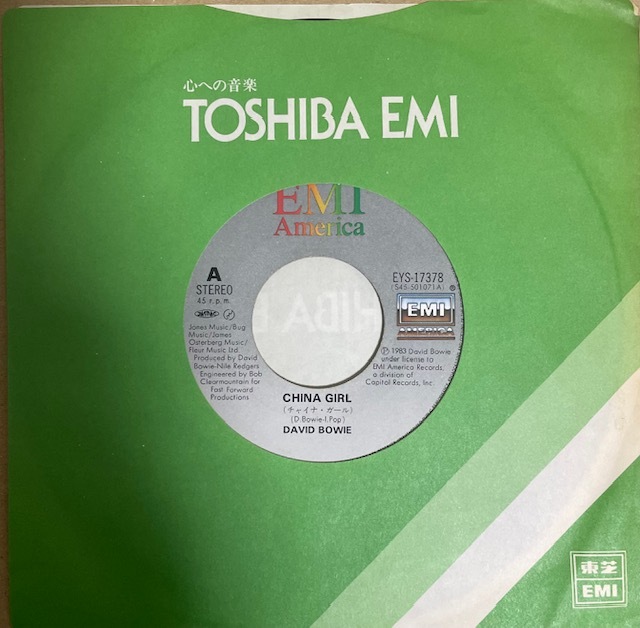 心への音楽
TOSHIBA EMI
EMI
America
A
STEREO
45 r.p.m.
EYS-17378
(S45-501071A) Ⓡ
EMI
AMERICA
Jones Music/Bug
Music/James
Osterberg Music/
Fleur Music Ltd.
Produced by David
Bowie-Nile Redgers
Engineered by Bob
Clearmountain for
Fast Forward
Productions
Ⓟ 1983 David Bowie
under license to
EMI America Records,
a division of
Capitol Records, Inc.
CHINA GIRL
(チャイナ・ガール)
(D.Bowie-I.Pop)
DAVID BOWIE
東芝
EMI